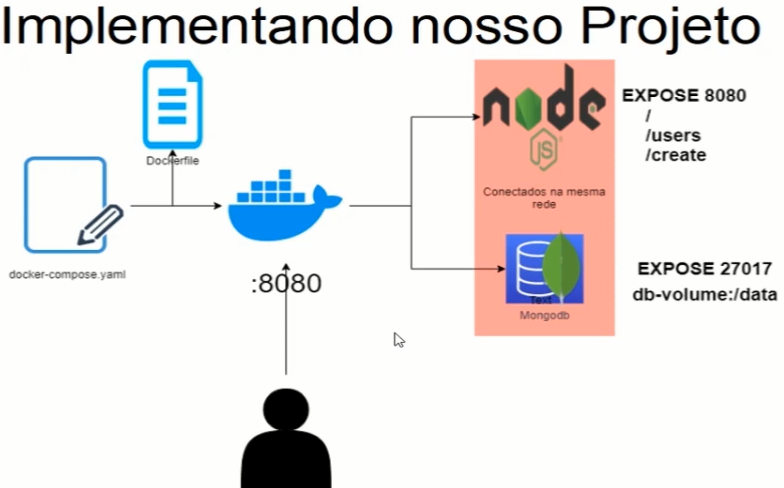 Implementando nosso Projeto
Dockerfile
docker-compose.yaml
:8080
node
JS
Conectados na mesma
rede
EXPOSE 8080
/
/users
/create
Text
Mongodb
EXPOSE 27017
db-volume:/data